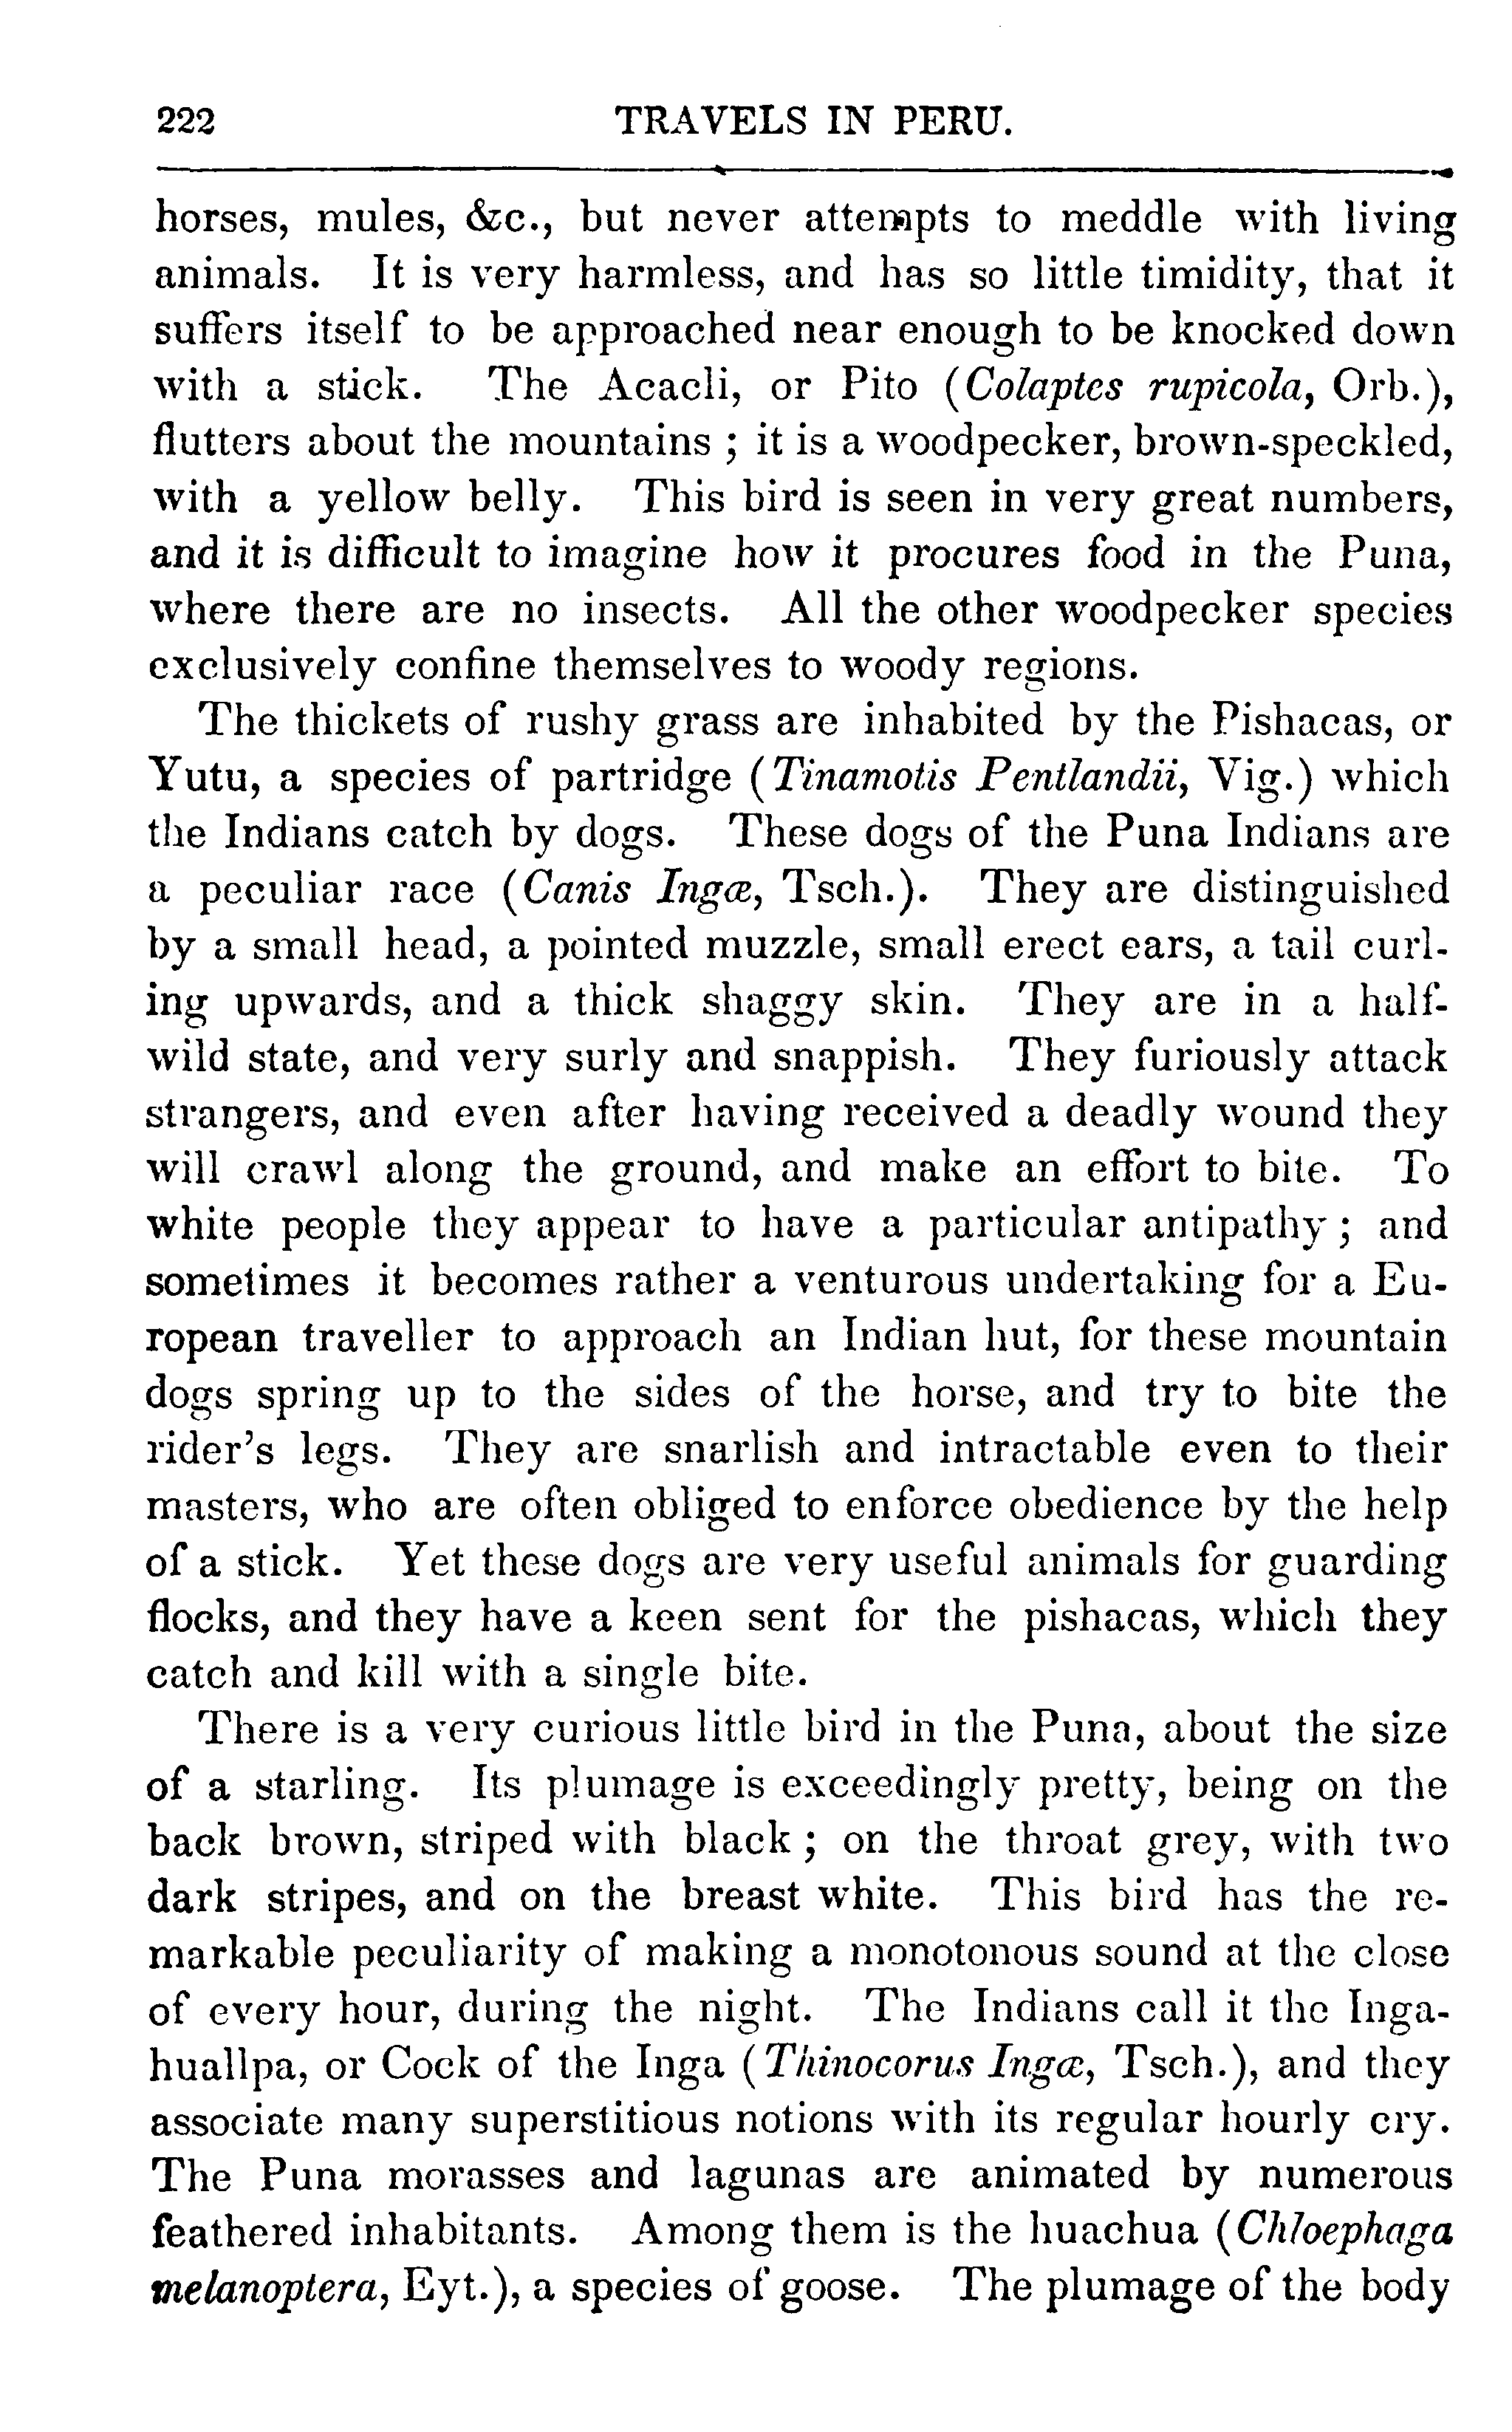 222 TRAVELS IN PERU.
horses, mules, &c., but never attempts to meddle with living
animals. It is very harmless, and has so little timidity, that it
suffers itself to be approached near enough to be knocked down
with a stick. The Acacli, or Pito (Colaptes rupicola, Orb.),
flutters about the mountains ; it is a woodpecker, brown-speckled,
with a yellow belly. This bird is seen in very great numbers,
and it is difficult to imagine how it procures food in the Puna,
where there are no insects. All the other woodpecker species
exclusively confine themselves to woody regions.
The thickets of rushy grass are inhabited by the Pishacas, or
Yutu, a species of partridge (Tinamotis Pentlandii, Vig.) which
the Indians catch by dogs. These dogs of the Puna Indians are
a peculiar race (Canis Ingæ, Tsch.). They are distinguished
by a small head, a pointed muzzle, small erect ears, a tail curl-
ing upwards, and a thick shaggy skin. They are in a half-
wild state, and very surly and snappish. They furiously attack
strangers, and even after having received a deadly wound they
will crawl along the ground, and make an effort to bite. To
white people they appear to have a particular antipathy ; and
sometimes it becomes rather a venturous undertaking for a Eu-
ropean traveller to approach an Indian hut, for these mountain
dogs spring up to the sides of the horse, and try to bite the
rider's legs. They are snarlish and intractable even to their
masters, who are often obliged to enforce obedience by the help
of a stick. Yet these dogs are very useful animals for guarding
flocks, and they have a keen sent for the pishacas, which they
catch and kill with a single bite.
There is a very curious little bird in the Puna, about the size
of a starling. Its plumage is exceedingly pretty, being on the
back brown, striped with black ; on the throat grey, with two
dark stripes, and on the breast white. This bird has the re-
markable peculiarity of making a monotonous sound at the close
of every hour, during the night. The Indians call it the Inga-
huallpa, or Cock of the Inga (Thinocorus Ingæ, Tsch.), and they
associate many superstitious notions with its regular hourly cry.
The Puna morasses and lagunas are animated by numerous
feathered inhabitants. Among them is the huachua (Chloephaga
melanoptera, Eyt.), a species of goose. The plumage of the body